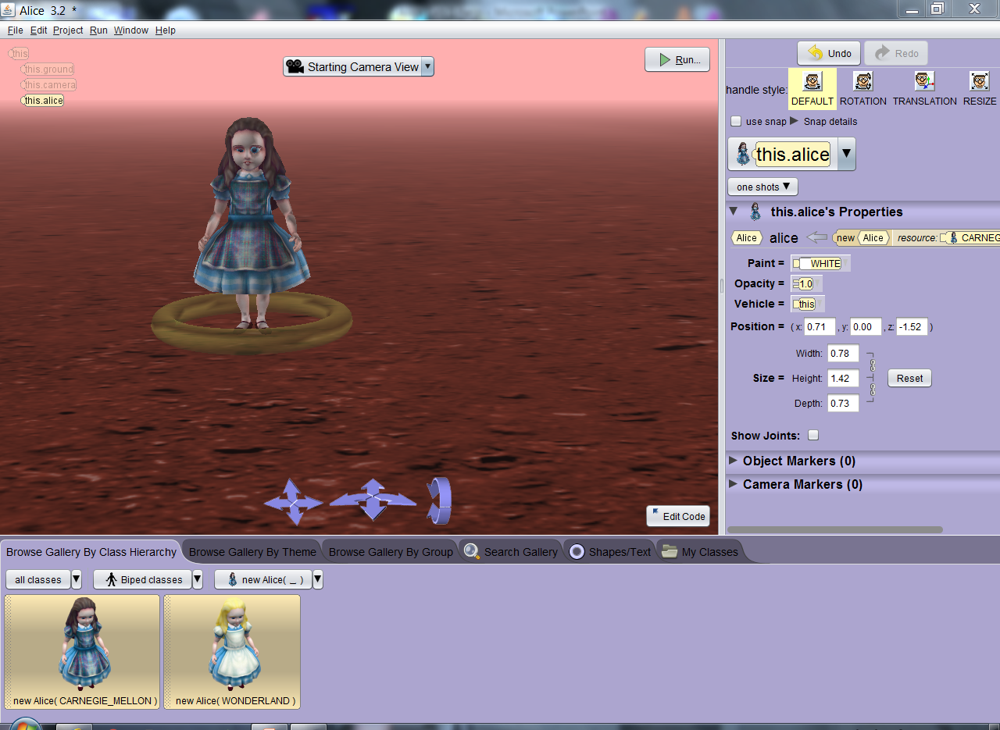 Alice 3.2 *
File Edit Project Run Window Help
this
this.ground
this.camera
this.alice
Starting Camera View
Run...
Undo Redo
handle style:
DEFAULT ROTATION TRANSLATION RESIZE
use snap Snap details
this.alice
one shots
this.alice's Properties
Alice alice new Alice resource: CARNEG
Paint = WHITE
Opacity = 1.0
Vehicle = this
Position = ( x: 0.71 , y: 0.00 , z: -1.52 )
Width: 0.78
Size = Height: 1.42 Reset
Depth: 0.73
Show Joints:
Object Markers (0)
Camera Markers (0)
Edit Code
Browse Gallery By Class Hierarchy Browse Gallery By Theme Browse Gallery By Group Search Gallery Shapes/Text My Classes
all classes Biped classes new Alice( _ )
new Alice( CARNEGIE_MELLON ) new Alice( WONDERLAND )